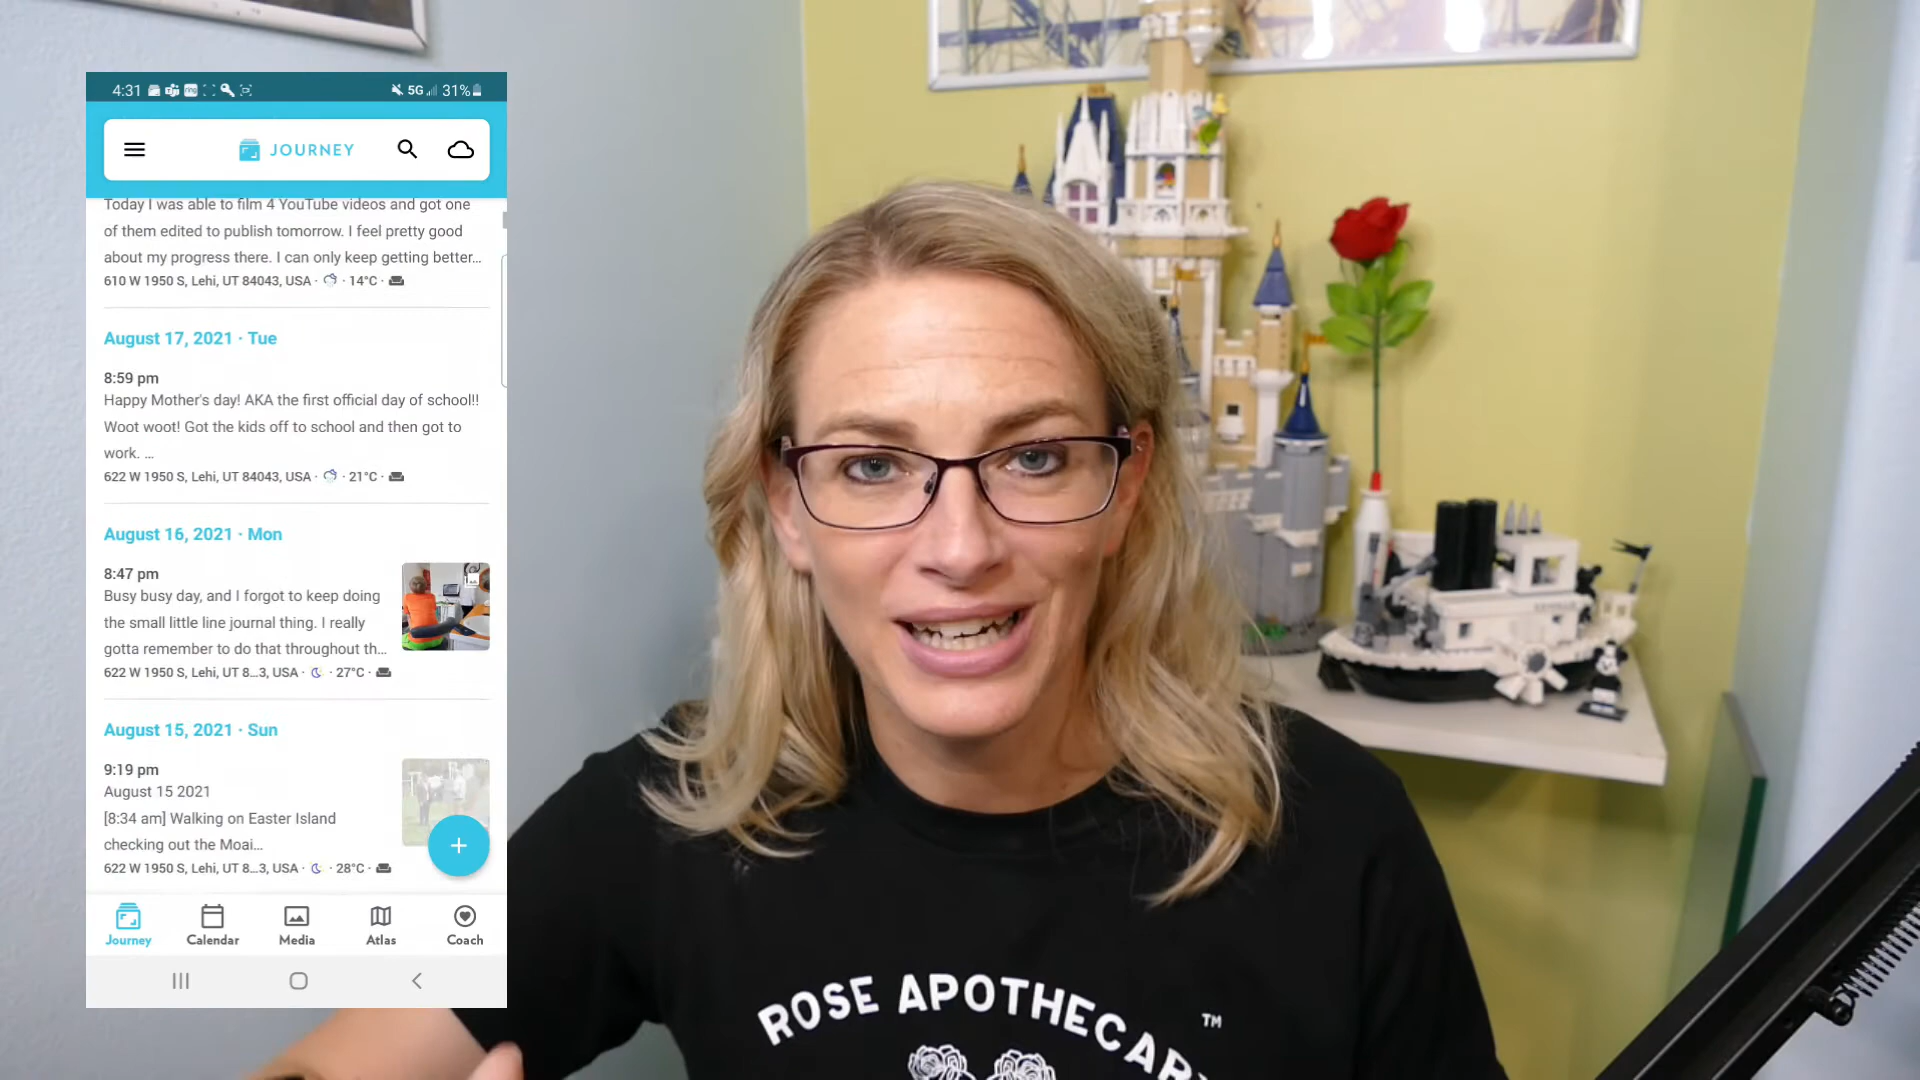 4:31 5G 31%
JOURNEY
Today I was able to film 4 YouTube videos and got one
of them edited to publish tomorrow. I feel pretty good
about my progress there. I can only keep getting better...
610 W 1950 S, Lehi, UT 84043, USA · · 14°C ·
August 17, 2021 · Tue
8:59 pm
Happy Mother's day! AKA the first official day of school!!
Woot woot! Got the kids off to school and then got to
work. ...
622 W 1950 S, Lehi, UT 84043, USA · · 21°C ·
August 16, 2021 · Mon
8:47 pm
Busy busy day, and I forgot to keep doing
the small little line journal thing. I really
gotta remember to do that throughout th...
622 W 1950 S, Lehi, UT 8...3, USA · · 27°C ·
August 15, 2021 · Sun
9:19 pm
August 15 2021
[8:34 am] Walking on Easter Island
checking out the Moai...
622 W 1950 S, Lehi, UT 8...3, USA · · 28°C ·
Journey Calendar Media Atlas Coach
ROSE APOTHECAR
TM